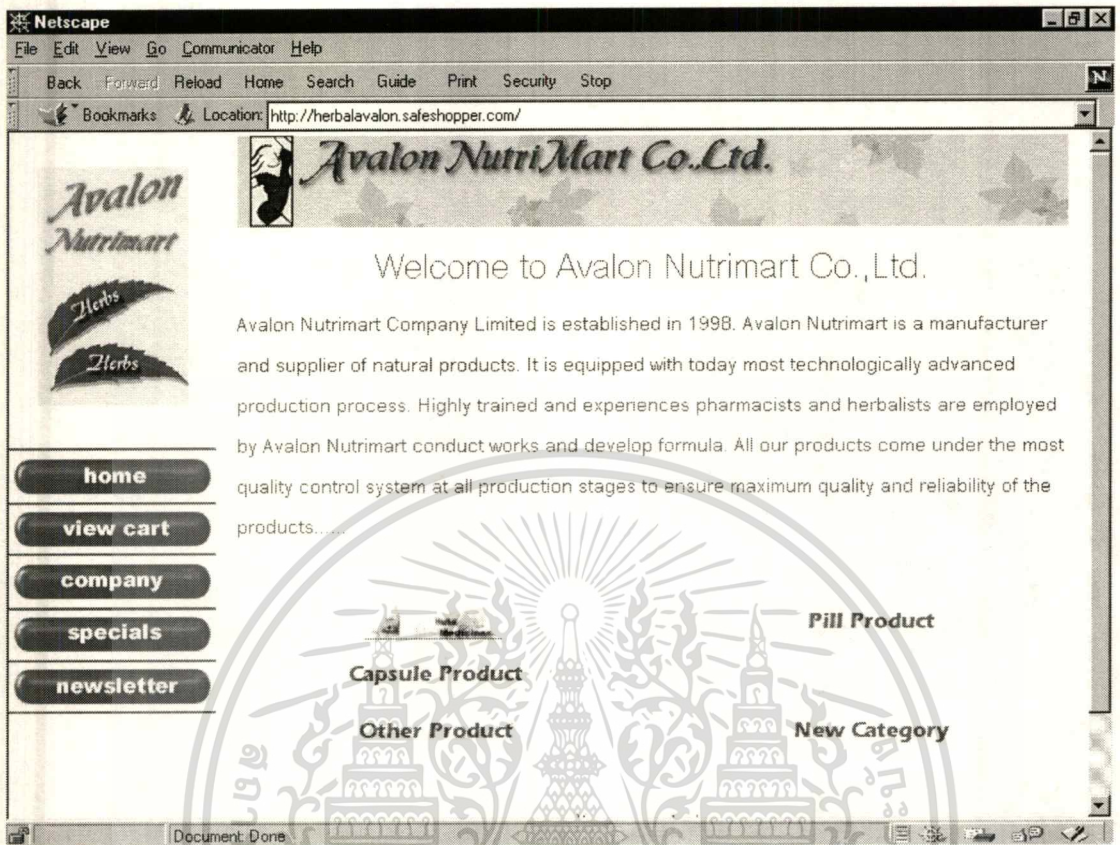 Netscape
File Edit View Go Communicator Help
Back Forward Reload Home Search Guide Print Security Stop
Bookmarks Location: http://herbalavalon.safeshopper.com/
Avalon NutriMart Co.,Ltd.
Avalon
Nutrimart
Herbs
Herbs
Welcome to Avalon Nutrimart Co.,Ltd.
Avalon Nutrimart Company Limited is established in 1998. Avalon Nutrimart is a manufacturer
and supplier of natural products. It is equipped with today most technologically advanced
production process. Highly trained and experiences pharmacists and herbalists are employed
by Avalon Nutrimart conduct works and develop formula. All our products come under the most
quality control system at all production stages to ensure maximum quality and reliability of the
products......
home
view cart
company
specials
newsletter
Pill Product
Capsule Product
Other Product
New Category
Document: Done